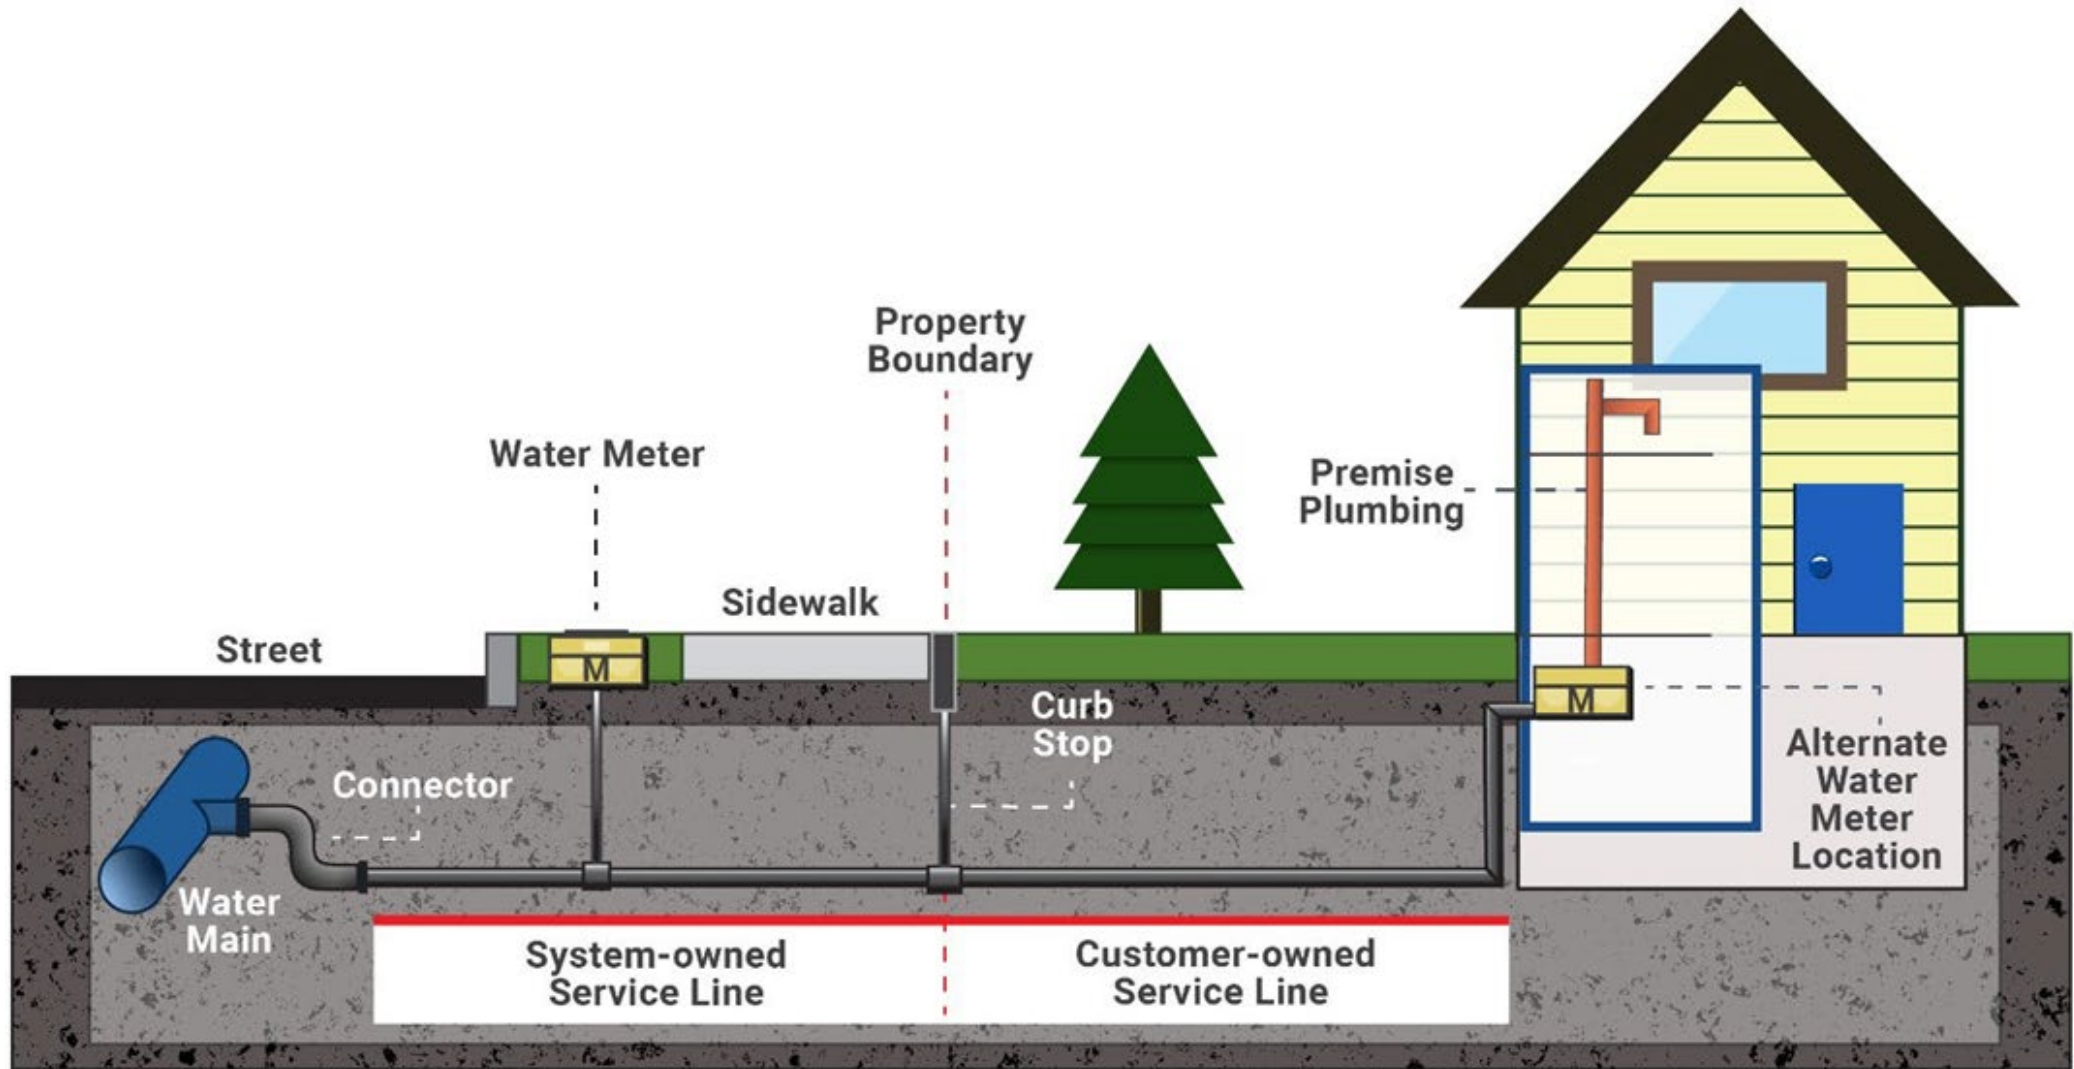 Property
Boundary
Water Meter
Premise
Plumbing
Sidewalk
Street
M
M
Curb
Stop
Connector
Alternate
Water
Meter
Location
Water
Main
System-owned
Service Line
Customer-owned
Service Line